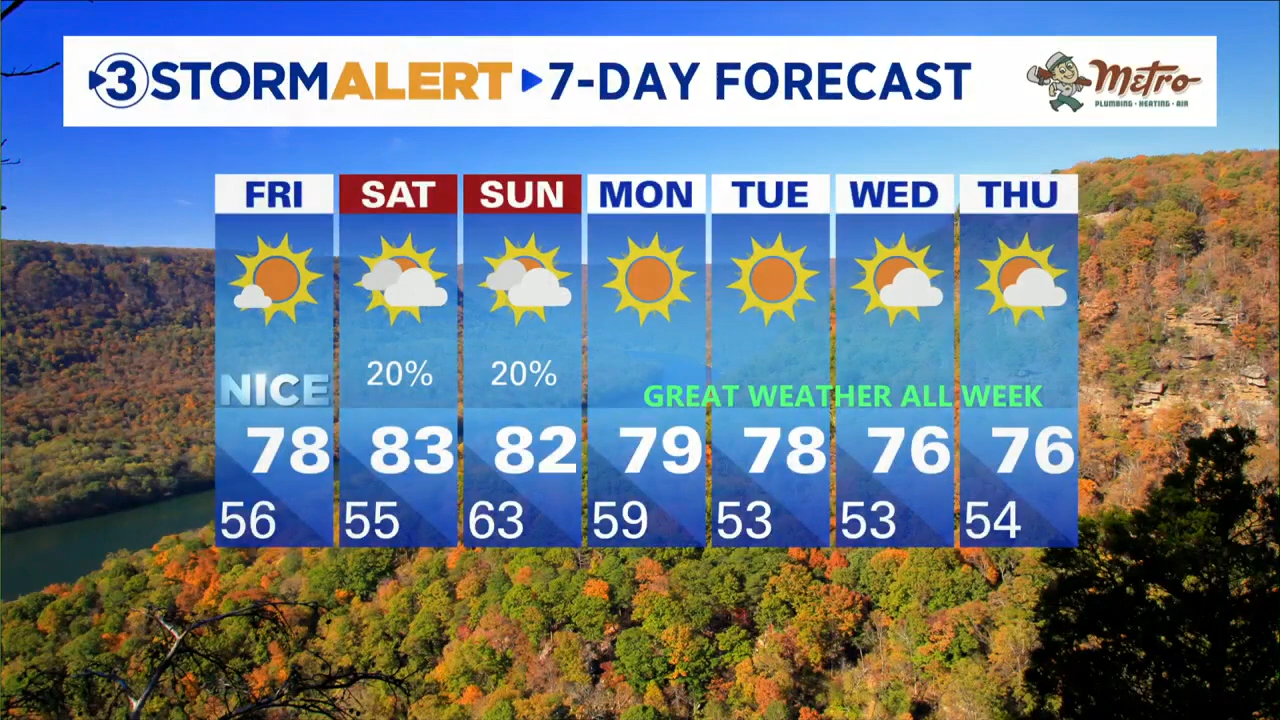 3 STORMALERT 7-DAY FORECAST
Metro
PLUMBING • HEATING • AIR
FRI SAT SUN MON TUE WED THU
NICE 20% 20%
GREAT WEATHER ALL WEEK
78 83 82 79 78 76 76
56 55 63 59 53 53 54